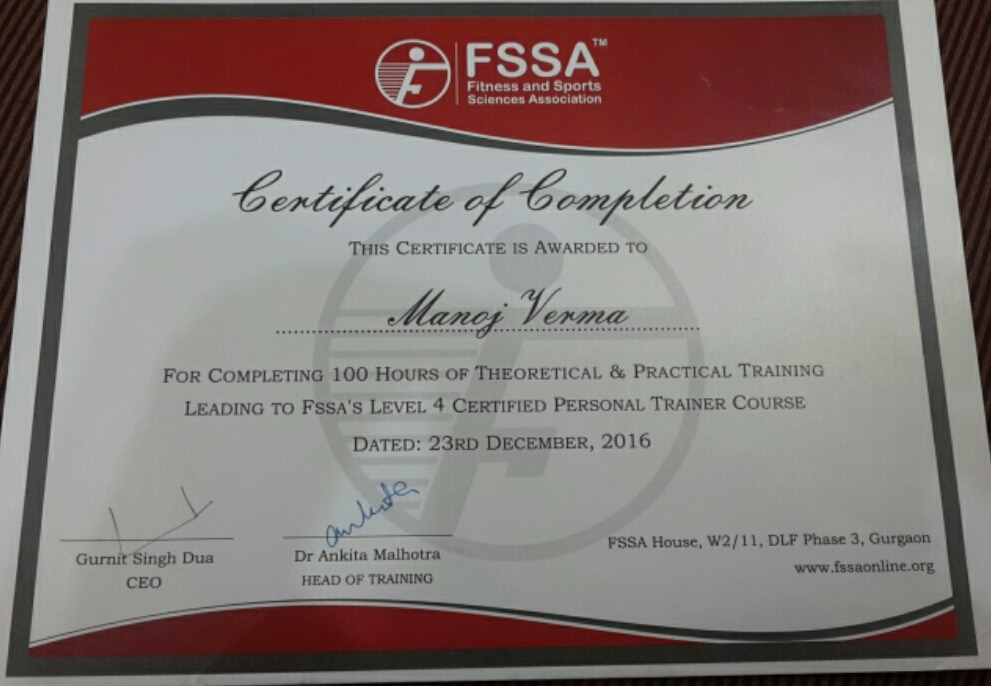 FSSA™
Fitness and Sports
Sciences Association
Certificate of Completion
THIS CERTIFICATE IS AWARDED TO
Manoj Verma
FOR COMPLETING 100 HOURS OF THEORETICAL & PRACTICAL TRAINING
LEADING TO FSSA'S LEVEL 4 CERTIFIED PERSONAL TRAINER COURSE
DATED: 23RD DECEMBER, 2016
Ankita
Gurnit Singh Dua
CEO
Dr Ankita Malhotra
HEAD OF TRAINING
FSSA House, W2/11, DLF Phase 3, Gurgaon
www.fssaonline.org